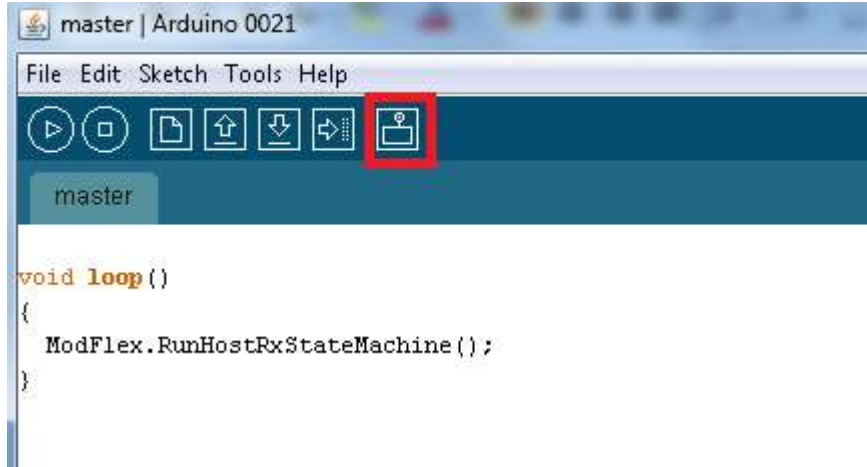 master | Arduino 0021
File Edit Sketch Tools Help
master
void loop()
{
  ModFlex.RunHostRxStateMachine();
}